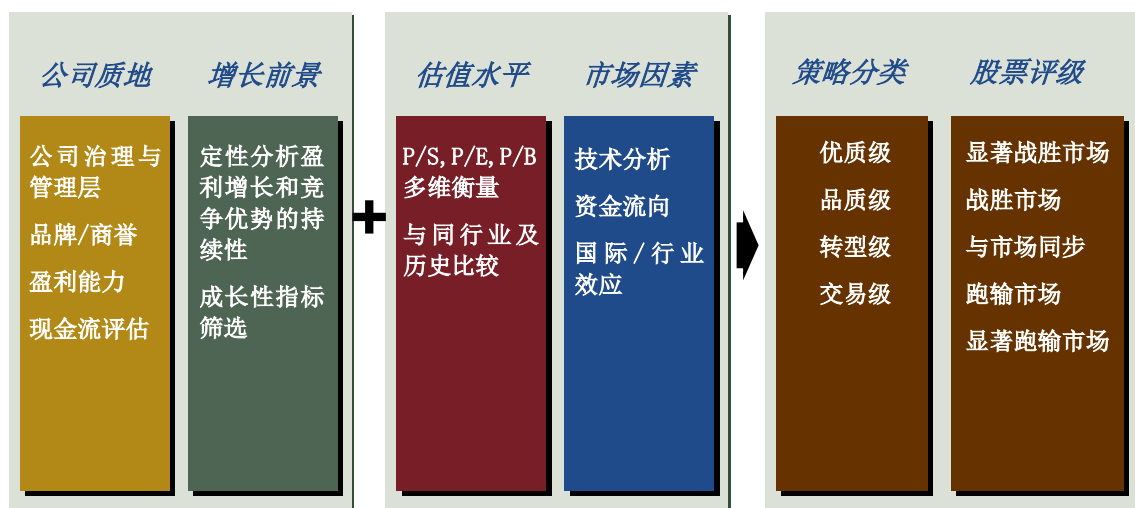 公司质地
公司治理与
管理层
品牌/商誉
盈利能力
现金流评估
增长前景
定性分析盈
利增长和竞
争优势的持
续性
成长性指标
筛选
估值水平
P/S,P/E,P/B
多维衡量
与同行业及
历史比较
市场因素
技术分析
资金流向
国际/行业
效应
策略分类
优质级
品质级
转型级
交易级
股票评级
显著战胜市场
战胜市场
与市场同步
跑输市场
显著跑输市场